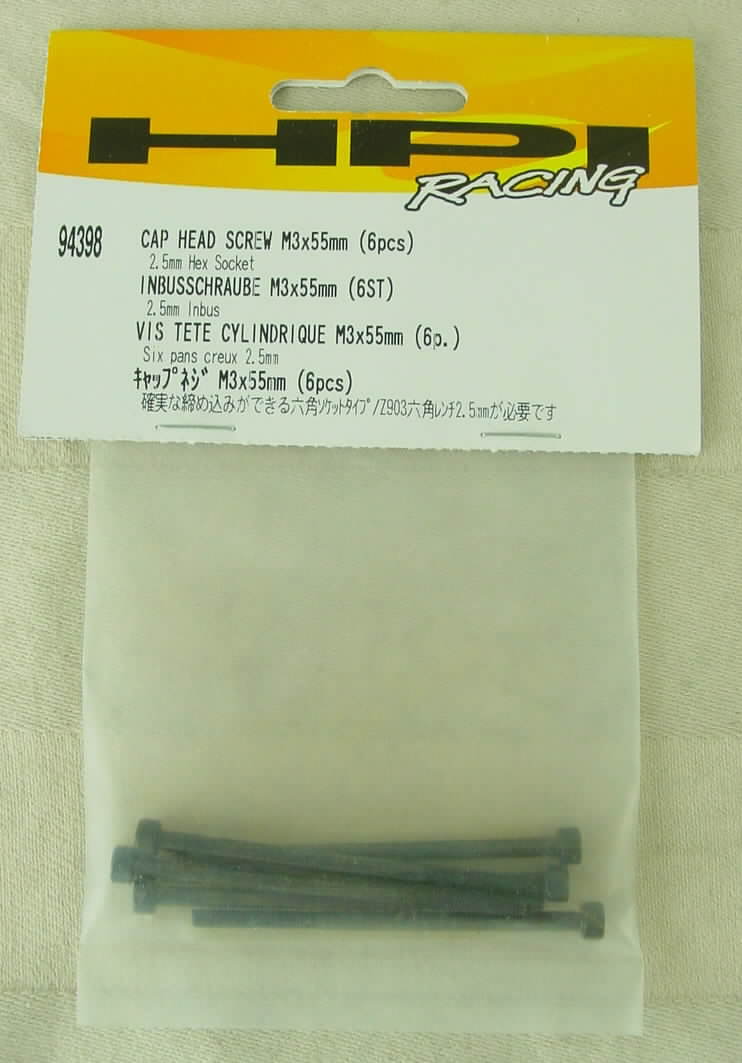 HPI
RACING
94398
CAP HEAD SCREW M3x55mm (6pcs)
2.5mm Hex Socket
INBUSSCHRAUBE M3x55mm (6ST)
2.5mm Inbus
VIS TETE CYLINDRIQUE M3x55mm (6p.)
Six pans creux 2.5mm
ｷｬｯﾌﾟﾈｼﾞ M3x55mm (6pcs)
確実な締め込みができる六角ｿｹｯﾄﾀｲﾌﾟ/Z903六角ﾚﾝﾁ2.5mmが必要です